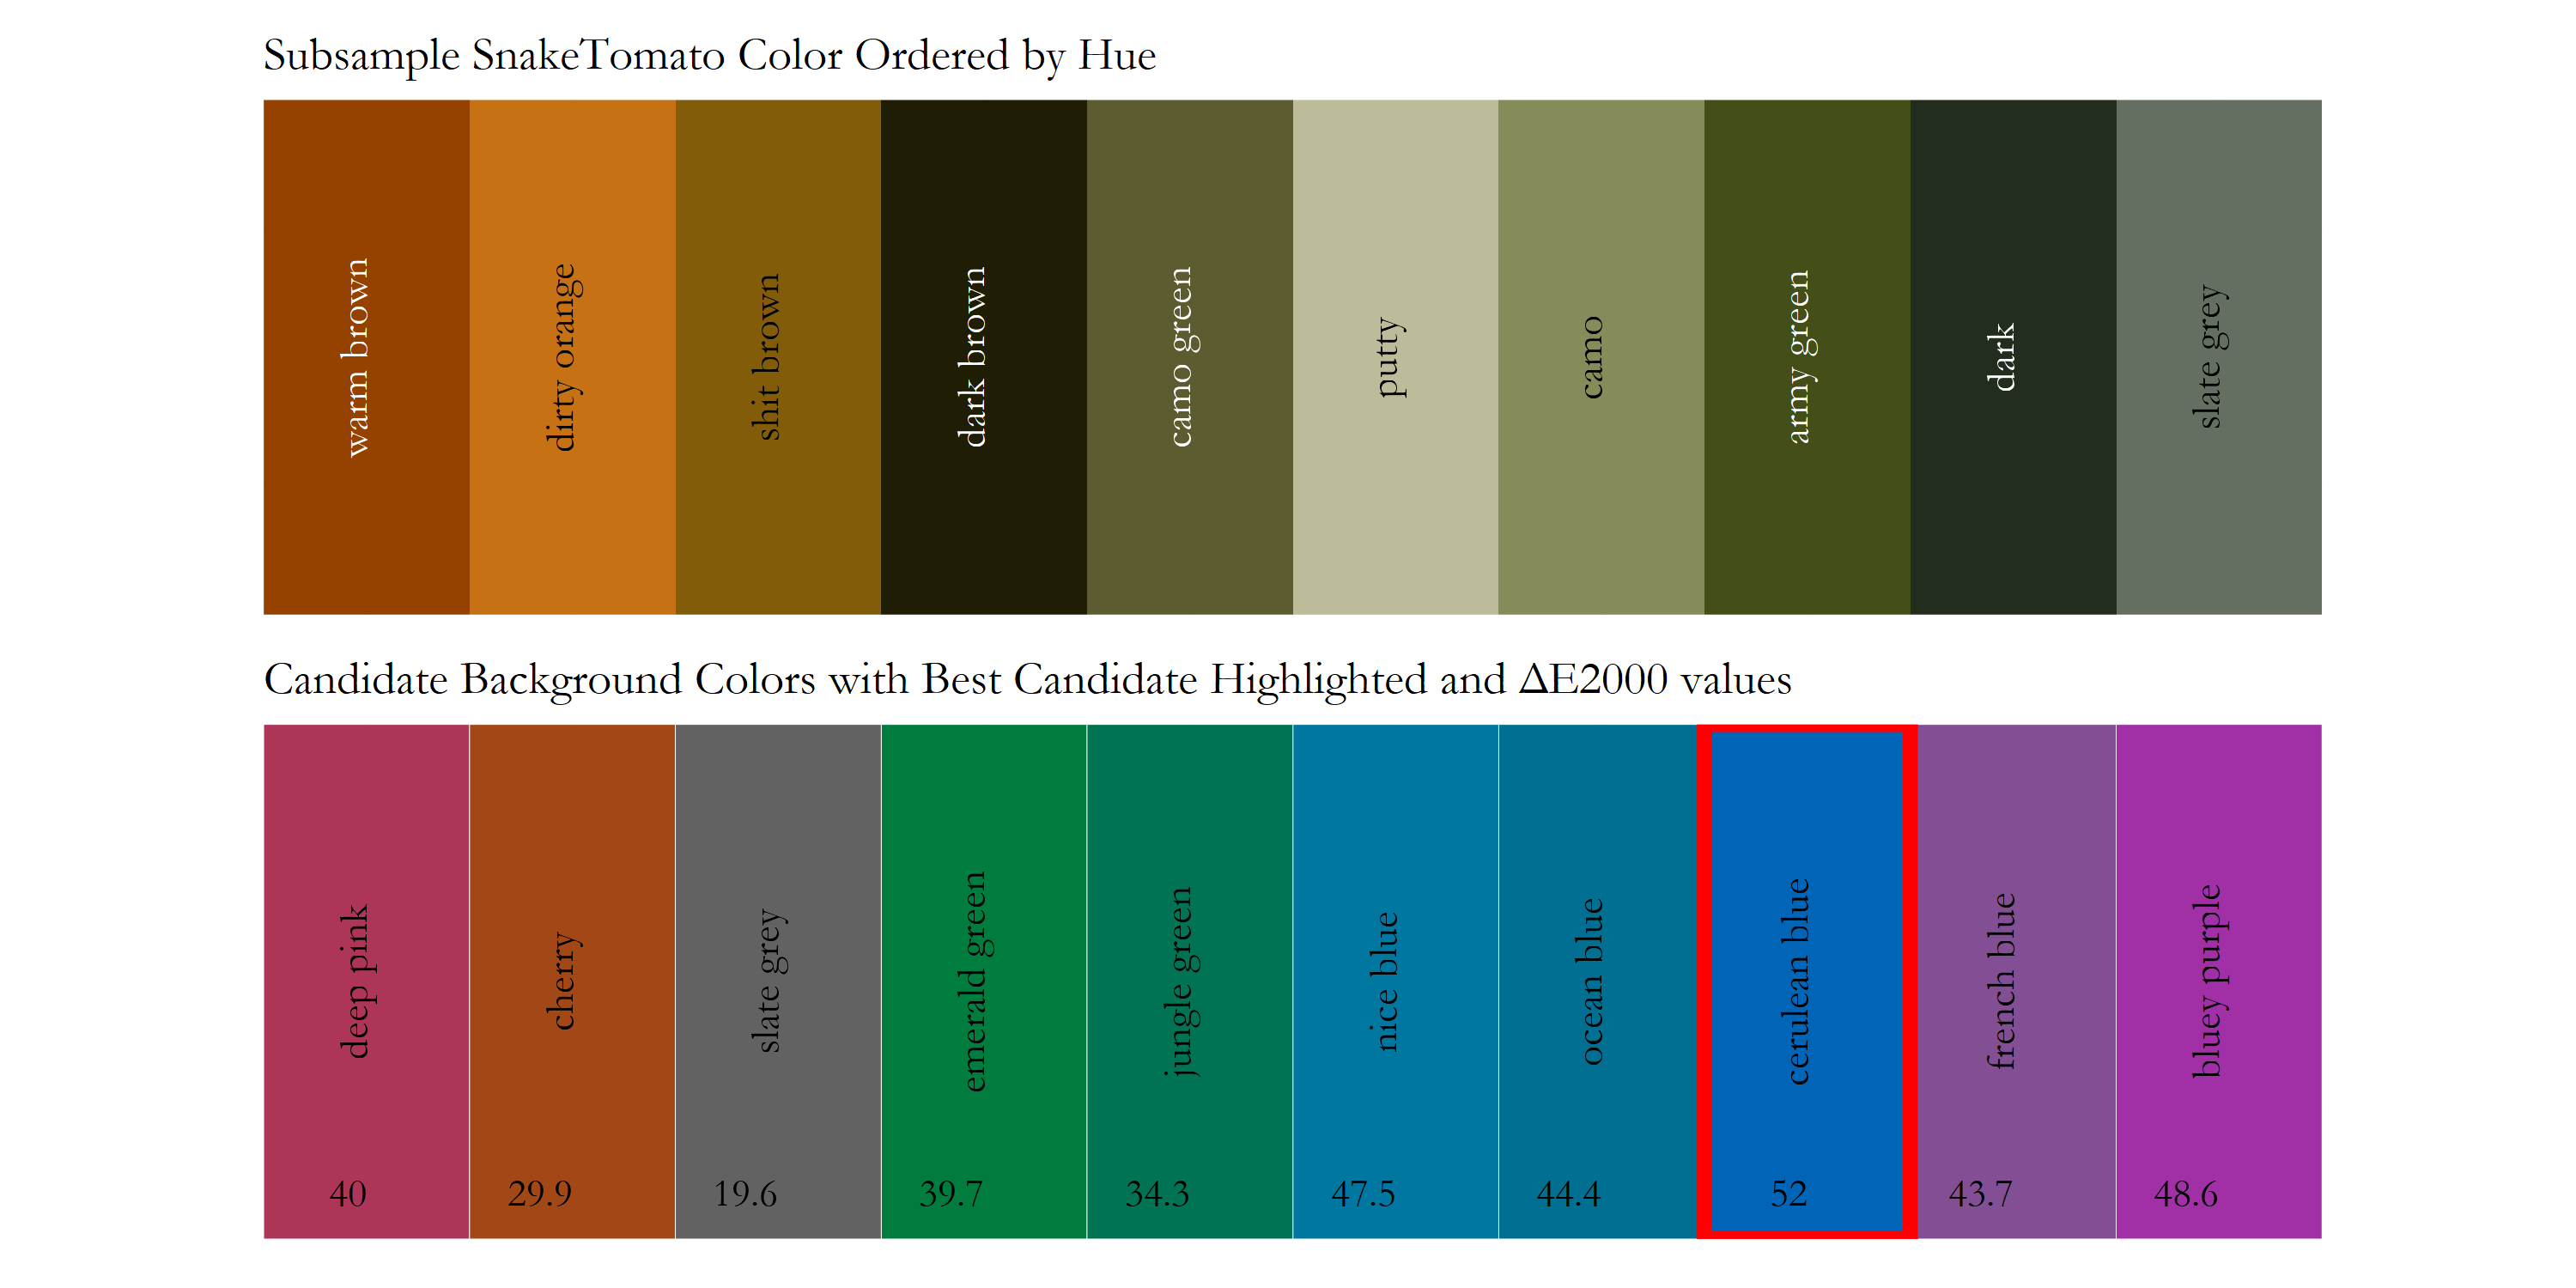 Subsample SnakeTomato Color Ordered by Hue
warm brown
dirty orange
shit brown
dark brown
camo green
putty
camo
army green
dark
slate grey
Candidate Background Colors with Best Candidate Highlighted and ΔE2000 values
deep pink
cherry
slate grey
emerald green
jungle green
nice blue
ocean blue
cerulean blue
french blue
bluey purple
40
29.9
19.6
39.7
34.3
47.5
44.4
52
43.7
48.6